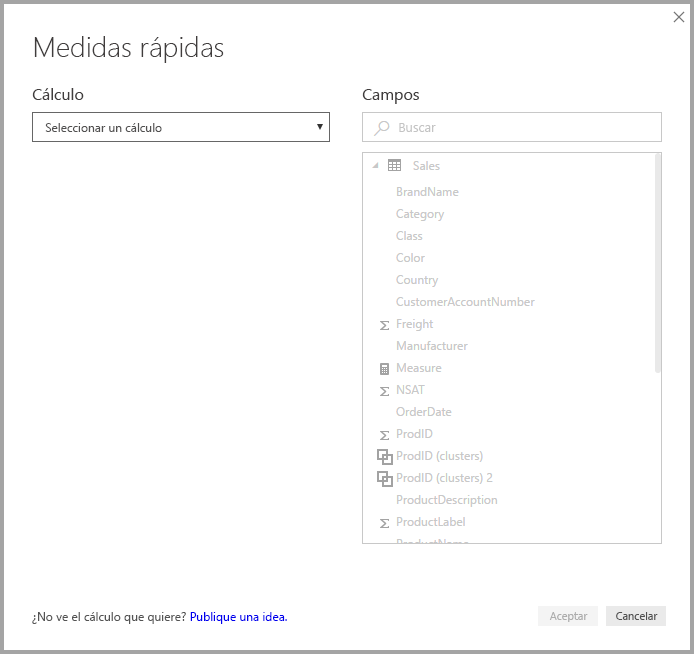 Medidas rápidas
Cálculo
Seleccionar un cálculo
Campos
Buscar
Sales
BrandName
Category
Class
Color
Country
CustomerAccountNumber
Freight
Manufacturer
Measure
NSAT
OrderDate
ProdID
ProdID (clusters)
ProdID (clusters) 2
ProductDescription
ProductLabel
ProductName
¿No ve el cálculo que quiere? Publique una idea.
Aceptar
Cancelar